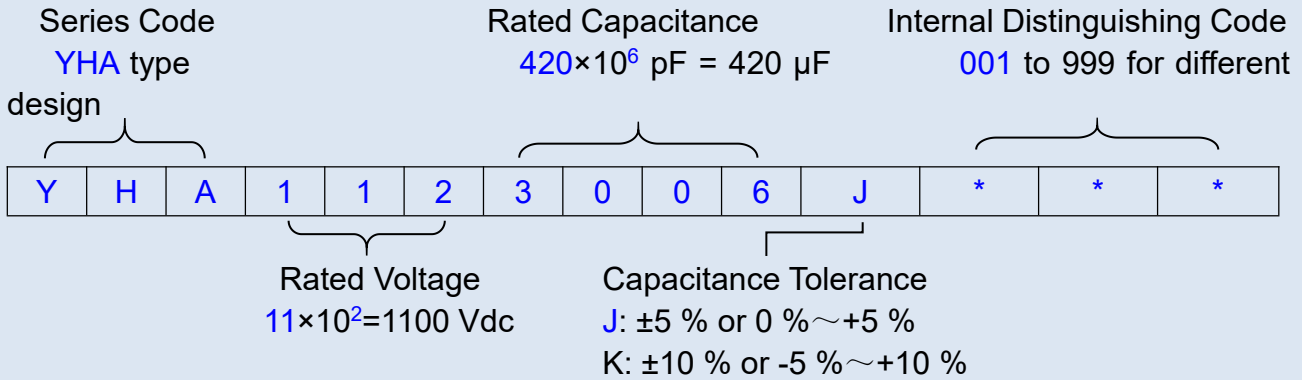 Series Code
YHA type
design
Rated Capacitance
420×10⁶ pF = 420 μF
Internal Distinguishing Code
001 to 999 for different
Y H A 1 1 2 3 0 0 6 J * * *
Rated Voltage
11×10²=1100 Vdc
Capacitance Tolerance
J: ±5 % or 0 %~+5 %
K: ±10 % or -5 %~+10 %